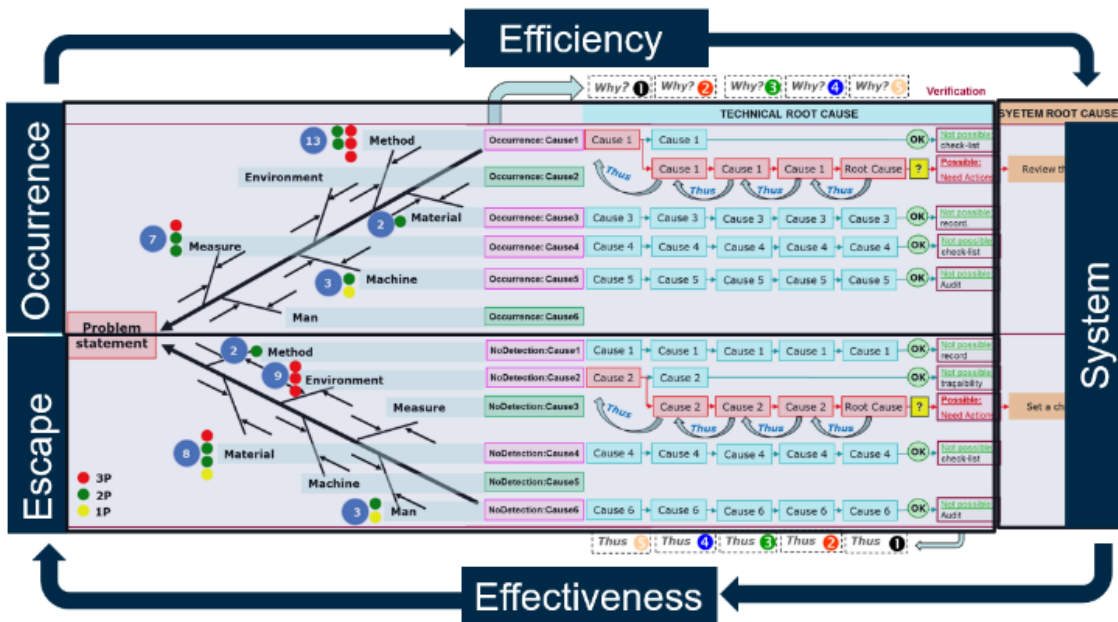 Efficiency
Why? 1 Why? 2 Why? 3 Why? 4 Why? 5
Verification
TECHNICAL ROOT CAUSE
SYETEM ROOT CAUSE
Occurrence
13 Method
Occurrence: Cause1
Cause 1 Cause 1 OK Not possible: check-list
Environment
Occurrence: Cause2
Thus Cause 1 Cause 1 Cause 1 Root Cause ? Possible: Need Actions
Review th
Thus Thus Thus
2 Material
Occurrence: Cause3
Cause 3 Cause 3 Cause 3 Cause 3 Cause 3 OK Not possible: record.
7 Measure
Occurrence: Cause4
Cause 4 Cause 4 Cause 4 Cause 4 Cause 4 OK Not possible: check-list
3 Machine
Occurrence: Cause5
Cause 5 Cause 5 Cause 5 Cause 5 Cause 5 OK Not possible: Audit
Man
Occurrence: Cause6
Problem
statement
System
Escape
2 Method
NoDetection:Cause1
Cause 1 Cause 1 Cause 1 Cause 1 Cause 1 OK Not possible: record
9 Environment
NoDetection:Cause2
Cause 2 Cause 2 OK Not possible: traçaibility
Measure
NoDetection:Cause3
Thus Cause 2 Cause 2 Cause 2 Root Cause ? Possible: Need Actions
Set a ch
Thus Thus Thus
8 Material
NoDetection:Cause4
Cause 4 Cause 4 Cause 4 Cause 4 Cause 4 OK Not possible: check-list
Machine
NoDetection:Cause5
3 Man
NoDetection:Cause6
Cause 6 Cause 6 Cause 6 Cause 6 Cause 6 OK Not possible: Audit
3P
2P
1P
Thus 5 Thus 4 Thus 3 Thus 2 Thus 1
Effectiveness